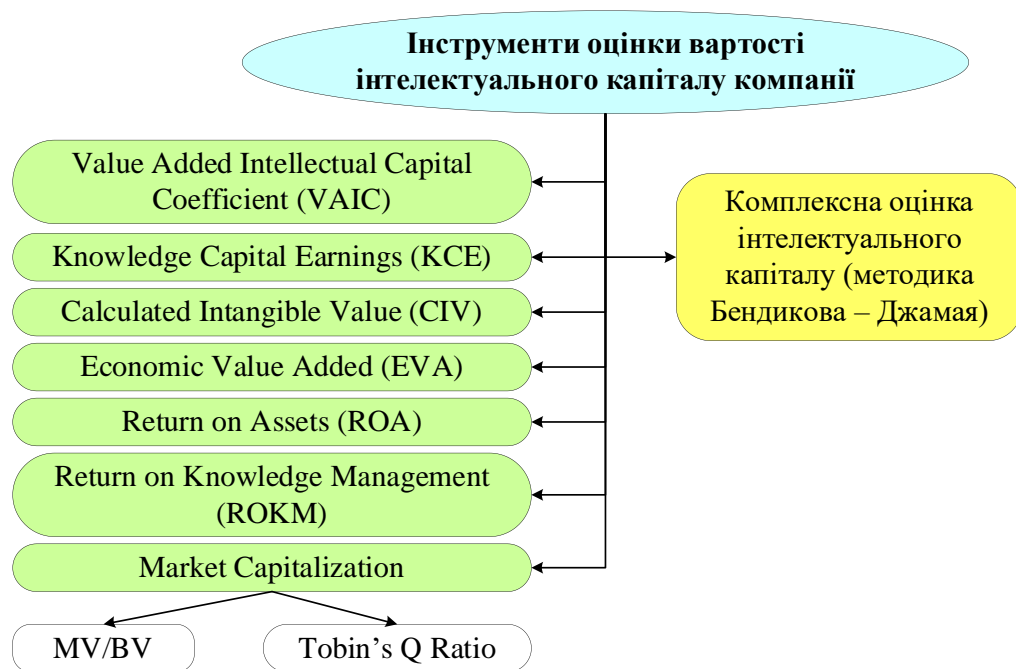 Інструменти оцінки вартості
інтелектуального капіталу компанії
Value Added Intellectual Capital
Coefficient (VAIC)
Knowledge Capital Earnings (KCE)
Calculated Intangible Value (CIV)
Economic Value Added (EVA)
Return on Assets (ROA)
Return on Knowledge Management
(ROKM)
Market Capitalization
MV/BV
Tobin’s Q Ratio
Комплексна оцінка
інтелектуального
капіталу (методика
Бендикова – Джамая)